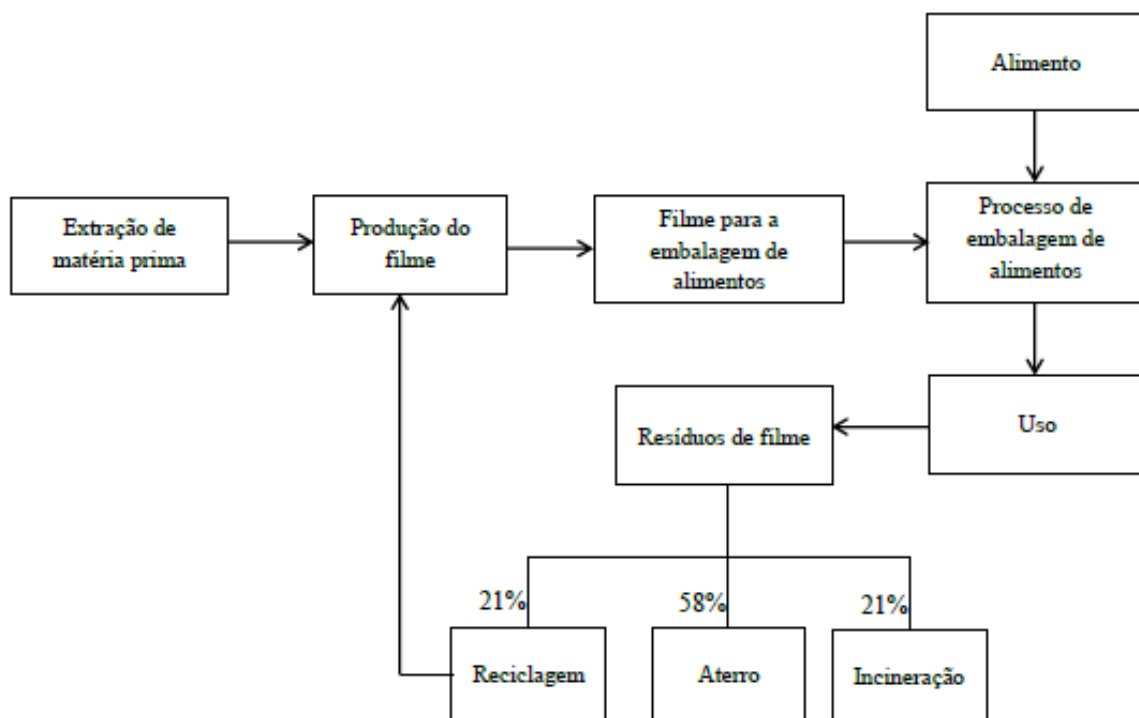 Alimento
Extração de
matéria prima
Produção do
filme
Filme para a
embalagem de
alimentos
Processo de
embalagem de
alimentos
Resíduos de filme
Uso
21%
58%
21%
Reciclagem
Aterro
Incineração